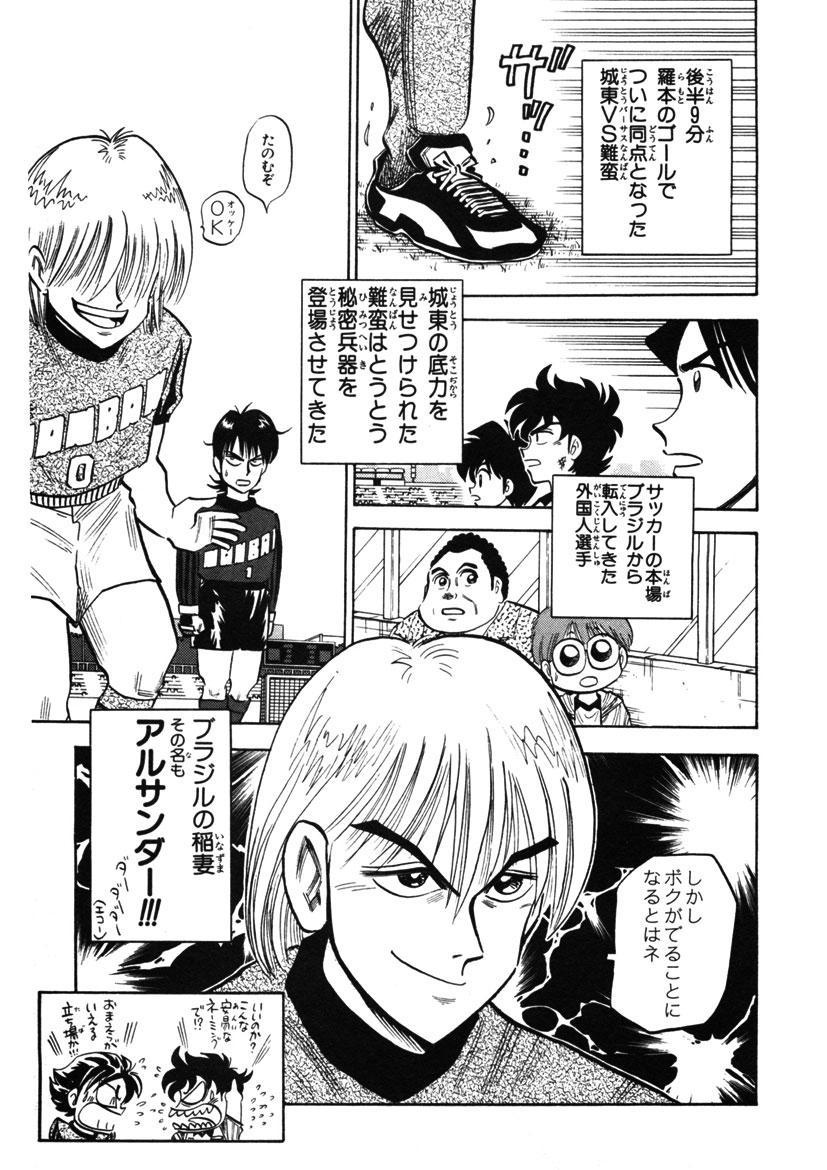 後半9分
羅本のゴールで
ついに同点となった
城東VS難蛮
ザッ…
城東の底力を
見せつけられた
難蛮はとうとう
秘密兵器を
登場させてきた
たのむぞ
OK
NANBAN
0
NANBAN
1
サッカーの本場
ブラジルから
転入してきた
外国人選手
しかし
ボクがでることに
なるとはネ
ブラジルの稲妻
その名も
アルサンダー!!!
ダーダーダー
(エコー)
いいのか?
こんな
安易な
ネーミング
で!?
おまえらが
いえる
立場か!!!